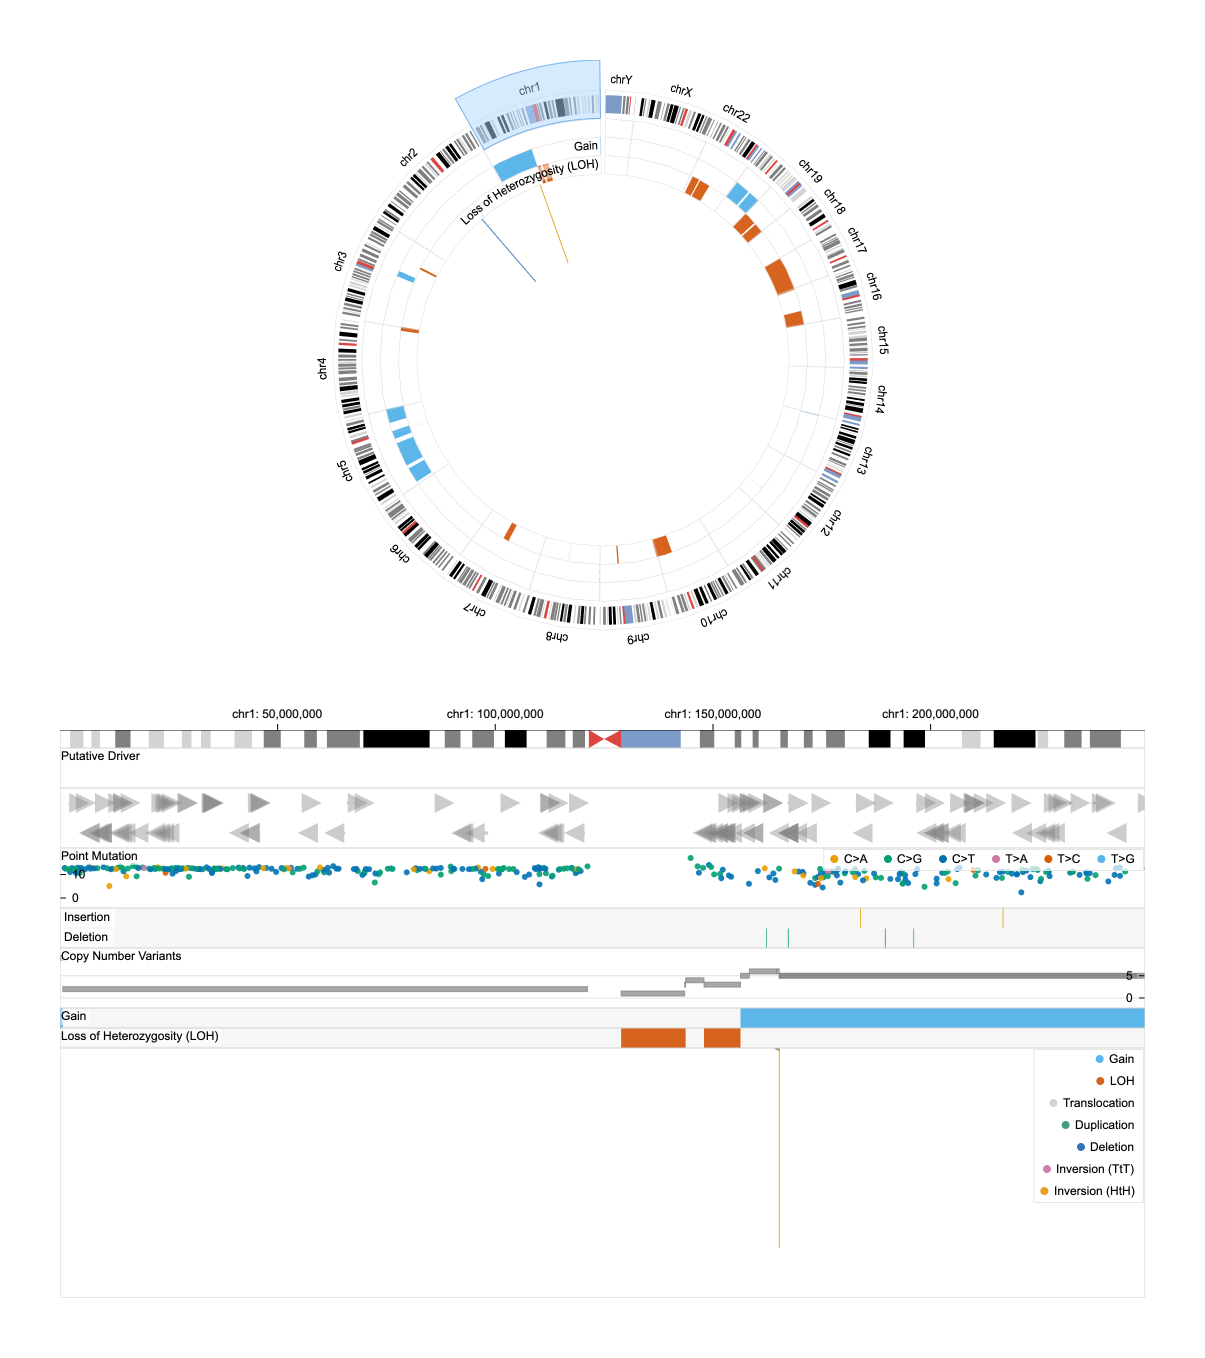 chr1
chrY
chrX
chr22
chr19
chr18
chr17
chr16
chr15
chr14
chr13
chr12
chr11
chr10
chr9
chr8
chr7
chr6
chr5
chr4
chr3
chr2
Gain
Loss of Heterozygosity (LOH)
chr1: 50,000,000 chr1: 100,000,000 chr1: 150,000,000 chr1: 200,000,000
Putative Driver
Point Mutation
C>A C>G C>T T>A T>C T>G
10
0
Insertion
Deletion
Copy Number Variants
5
0
Gain
Loss of Heterozygosity (LOH)
Gain
LOH
Translocation
Duplication
Deletion
Inversion (TtT)
Inversion (HtH)